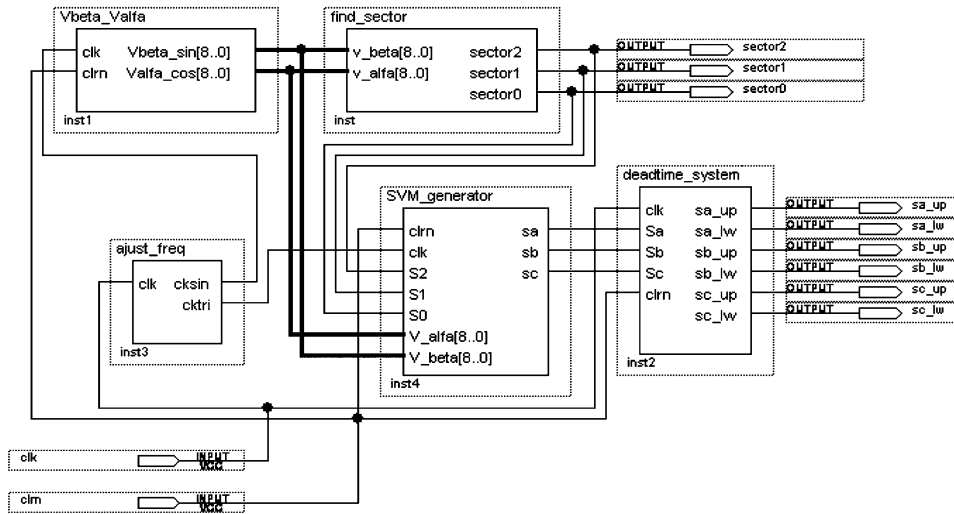 Vbeta_Valfa
clk Vbeta_sin[8..0]
clrn Valfa_cos[8..0]
inst1
find_sector
v_beta[8..0] sector2
v_alfa[8..0] sector1
sector0
inst
OUTPUT sector2
OUTPUT sector1
OUTPUT sector0
ajust_freq
clk cksin
cktri
inst3
SVM_generator
clrn sa
clk sb
S2 sc
S1
S0
V_alfa[8..0]
V_beta[8..0]
inst4
deadtime_system
clk sa_up
Sa sa_lw
Sb sb_up
Sc sb_lw
clrn sc_up
sc_lw
inst2
OUTPUT sa_up
OUTPUT sa_lw
OUTPUT sb_up
OUTPUT sb_lw
OUTPUT sc_up
OUTPUT sc_lw
clk INPUT
VCC
clrn INPUT
VCC